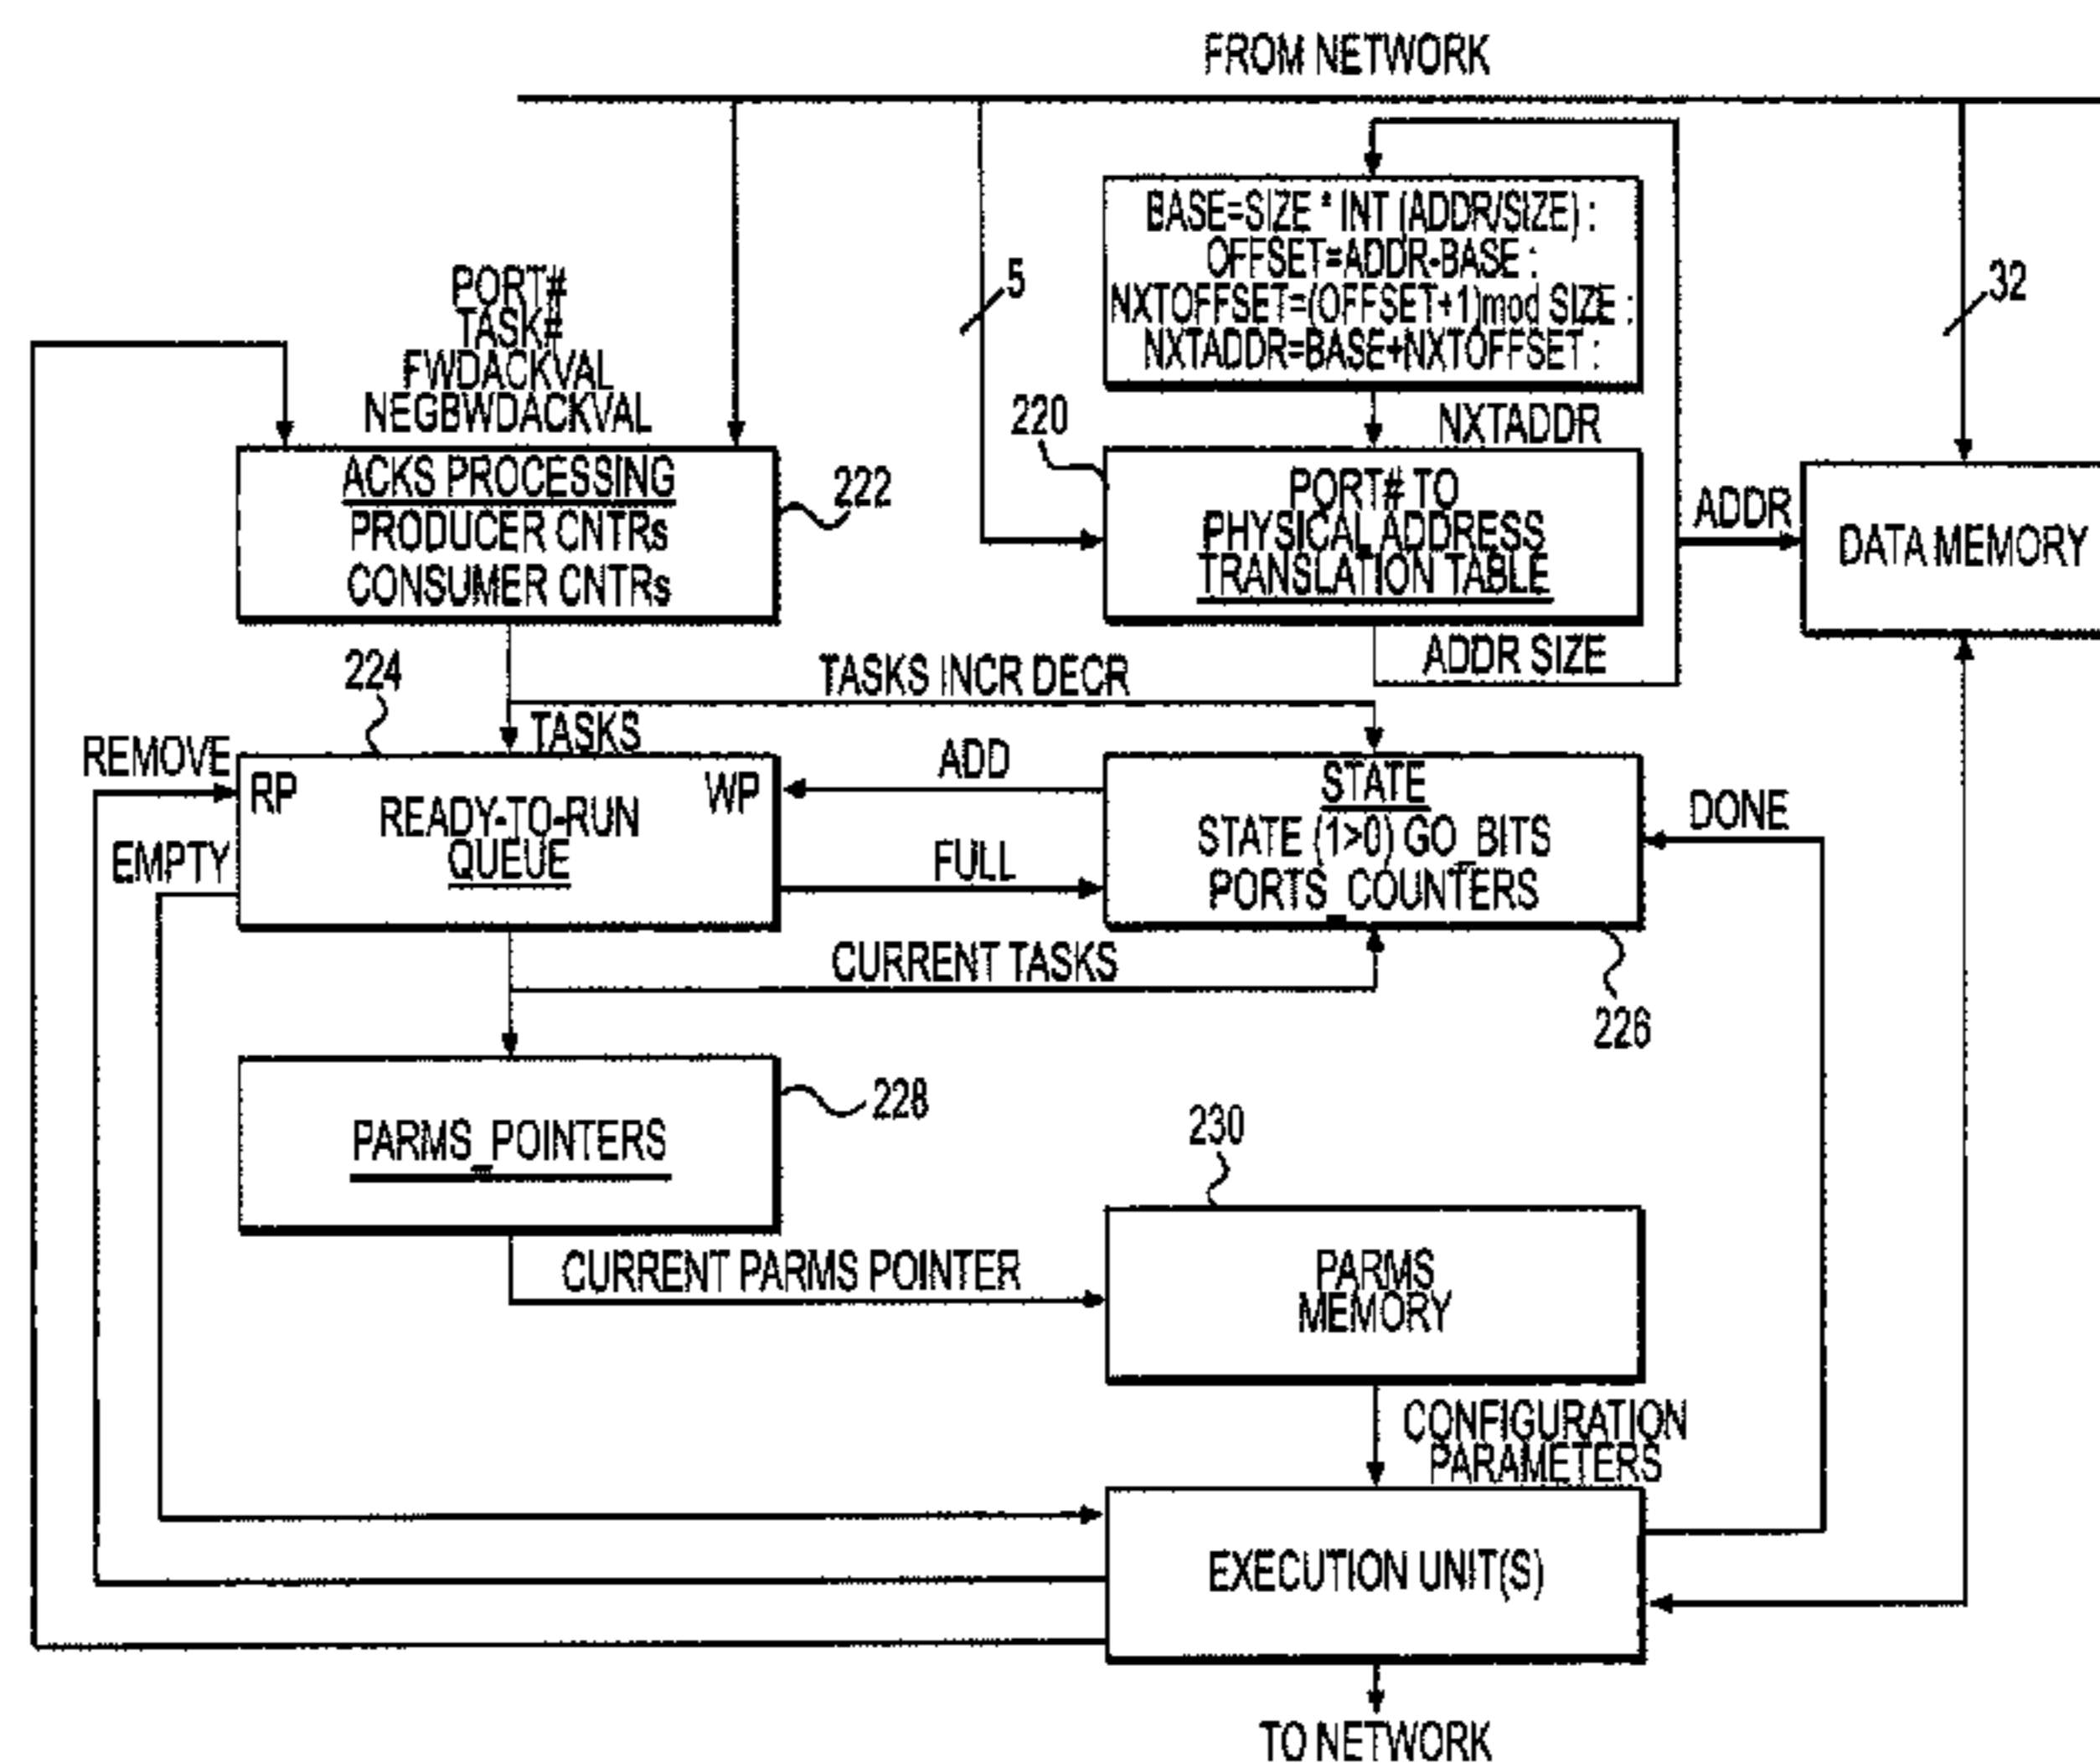 FROM NETWORK
BASE=SIZE * INT (ADDR/SIZE) :
OFFSET=ADDR-BASE :
NXTOFFSET=(OFFSET+1)mod SIZE :
NXTADDR=BASE+NXTOFFSET :
5
32
PORT#
TASK#
FWDACKVAL
NEGBWDACKVAL
220
NXTADDR
ACKS PROCESSING
PRODUCER CNTRs
CONSUMER CNTRs
222
PORT# TO
PHYSICAL ADDRESS
TRANSLATION TABLE
ADDR
DATA MEMORY
224
TASKS INCR DECR
ADDR SIZE
TASKS
REMOVE
RP
WP
READY-TO-RUN
QUEUE
EMPTY
ADD
FULL
STATE
STATE (1>0) GO_BITS
PORTS_COUNTERS
DONE
CURRENT TASKS
226
PARMS_POINTERS
228
230
CURRENT PARMS POINTER
PARMS
MEMORY
CONFIGURATION
PARAMETERS
EXECUTION UNIT(S)
TO NETWORK